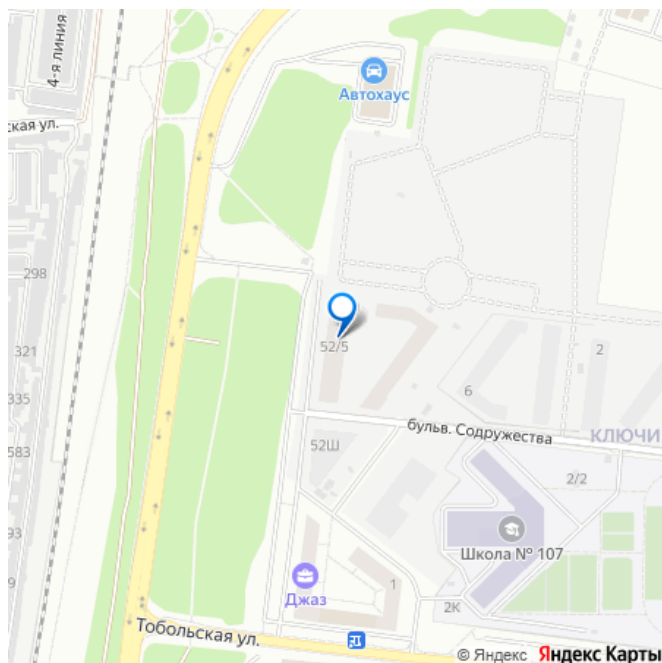 4-я линия
Автохаус
ская ул.
298
52/5
321
2
335
6
бульв. Содружества
КЛЮЧИ
583
52Ш
2/2
93
Школа № 107
9
Джаз
1
2К
Тобольская ул.
© Яндекс Яндекс Карты